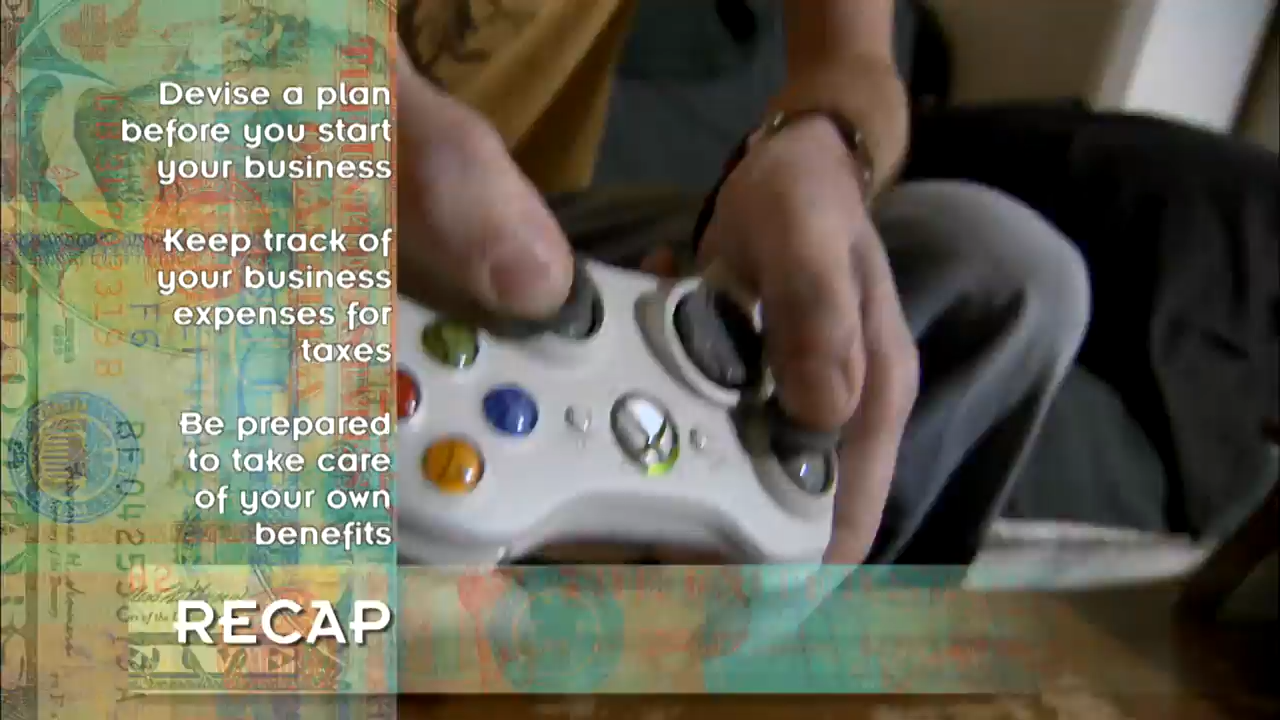 Devise a plan
before you start
your business
Keep track of
your business
expenses for
taxes
Be prepared
to take care
of your own
benefits
RECAP